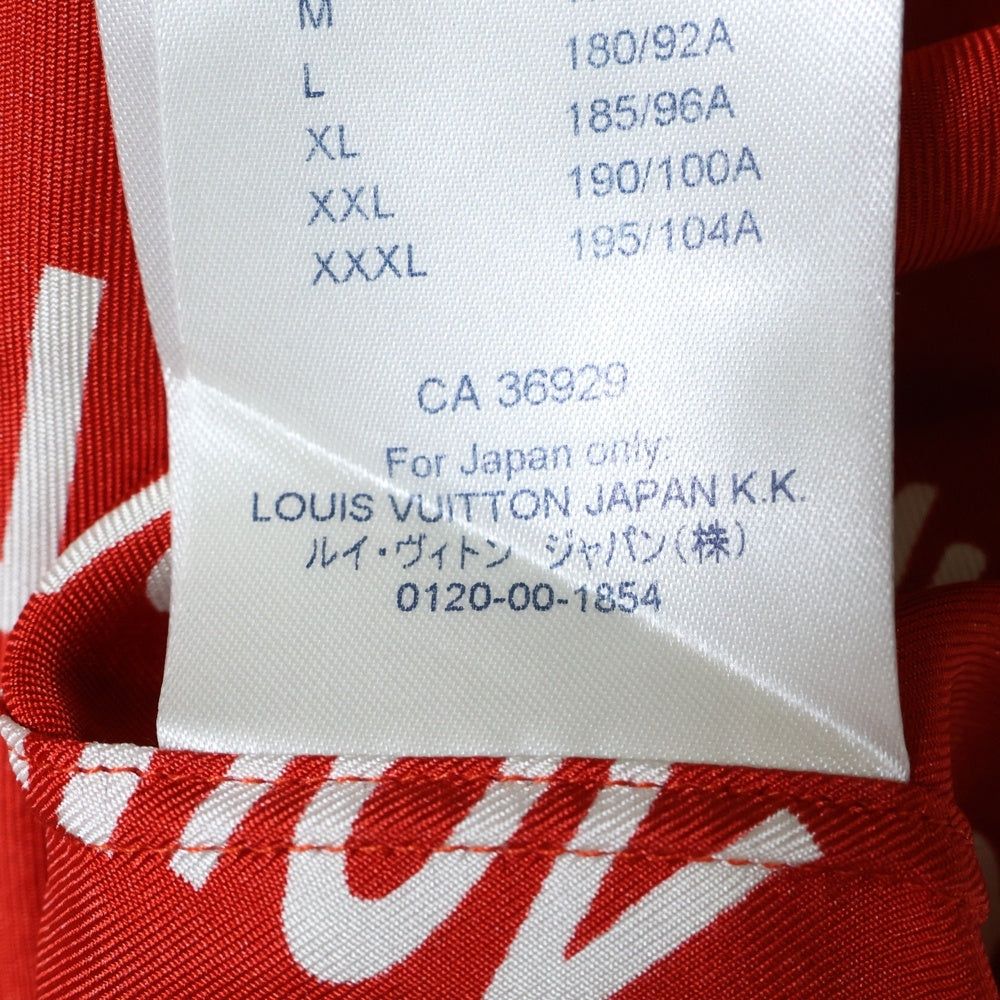 M
L 180/92A
XL 185/96A
XXL 190/100A
XXXL 195/104A
CA 36929
For Japan only:
LOUIS VUITTON JAPAN K.K.
ルイ・ヴィトン ジャパン(株)
0120-00-1854